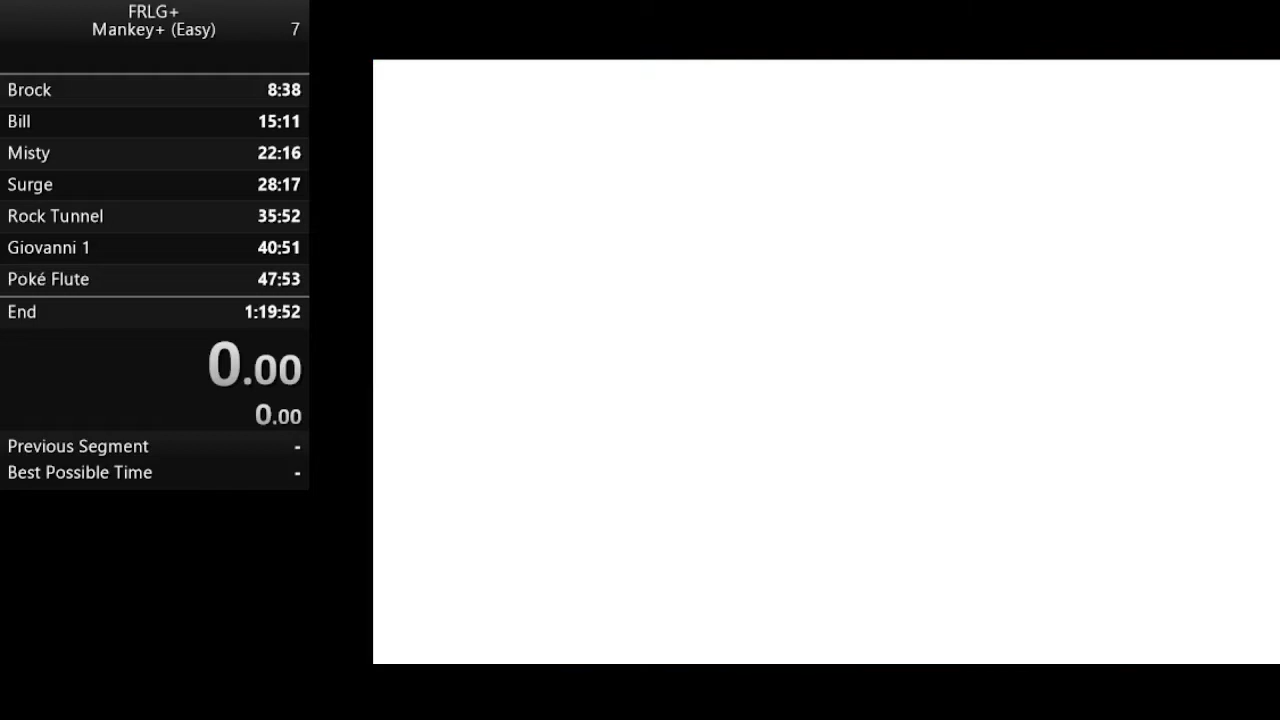 FRLG+
Mankey+ (Easy) 7
Brock 8:38
Bill 15:11
Misty 22:16
Surge 28:17
Rock Tunnel 35:52
Giovanni 1 40:51
Poké Flute 47:53
End 1:19:52
0.00
0.00
Previous Segment -
Best Possible Time -